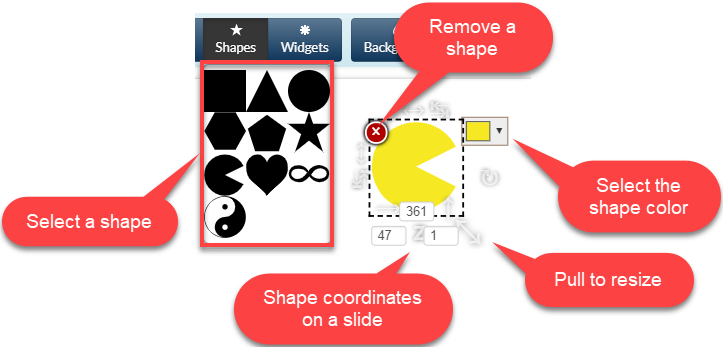 Remove a
shape
Shapes
Widgets
Backg
Select a shape
Select the
shape color
361
47
Z
1
Pull to resize
Shape coordinates
on a slide